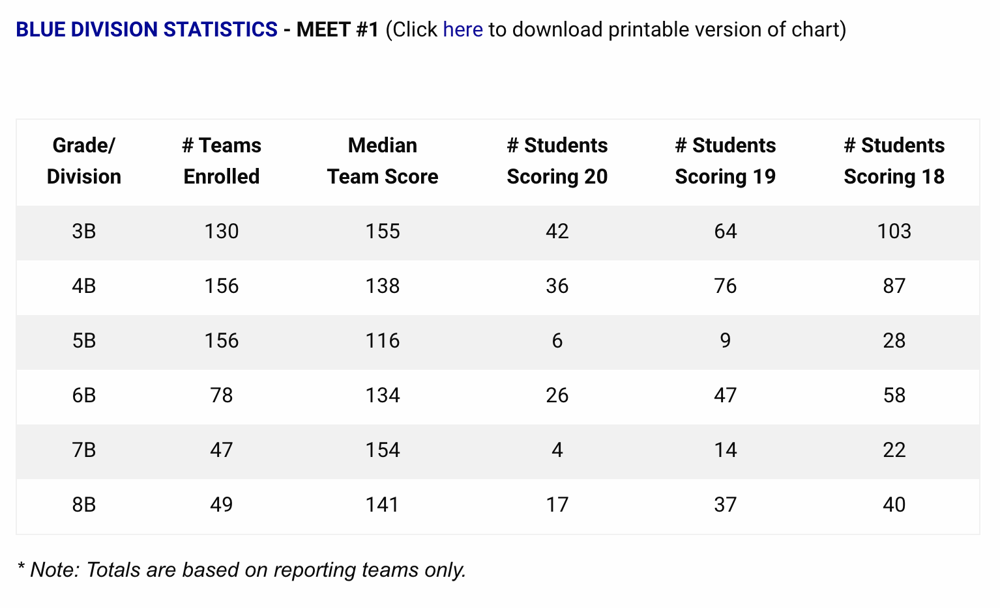 BLUE DIVISION STATISTICS - MEET #1 (Click here to download printable version of chart)
Grade/ # Teams Median # Students # Students # Students
Division Enrolled Team Score Scoring 20 Scoring 19 Scoring 18
3B 130 155 42 64 103
4B 156 138 36 76 87
5B 156 116 6 9 28
6B 78 134 26 47 58
7B 47 154 4 14 22
8B 49 141 17 37 40
* Note: Totals are based on reporting teams only.